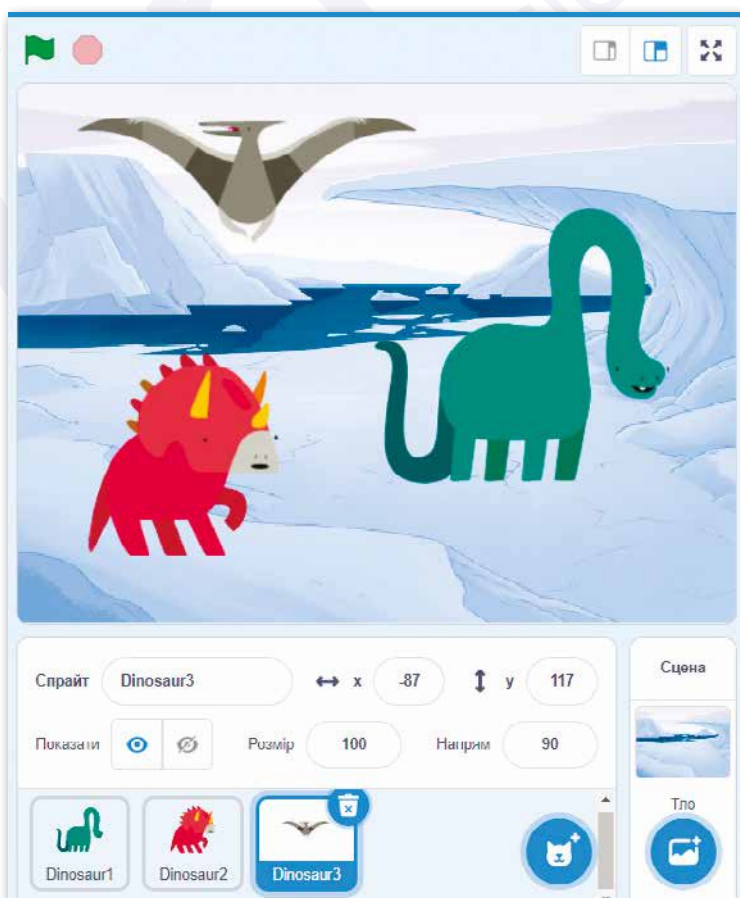 Спрайт Dinosaur3 x -87 y 117
Показати Розмір 100 Напрям 90
Сцена
Тло
Dinosaur1 Dinosaur2 Dinosaur3